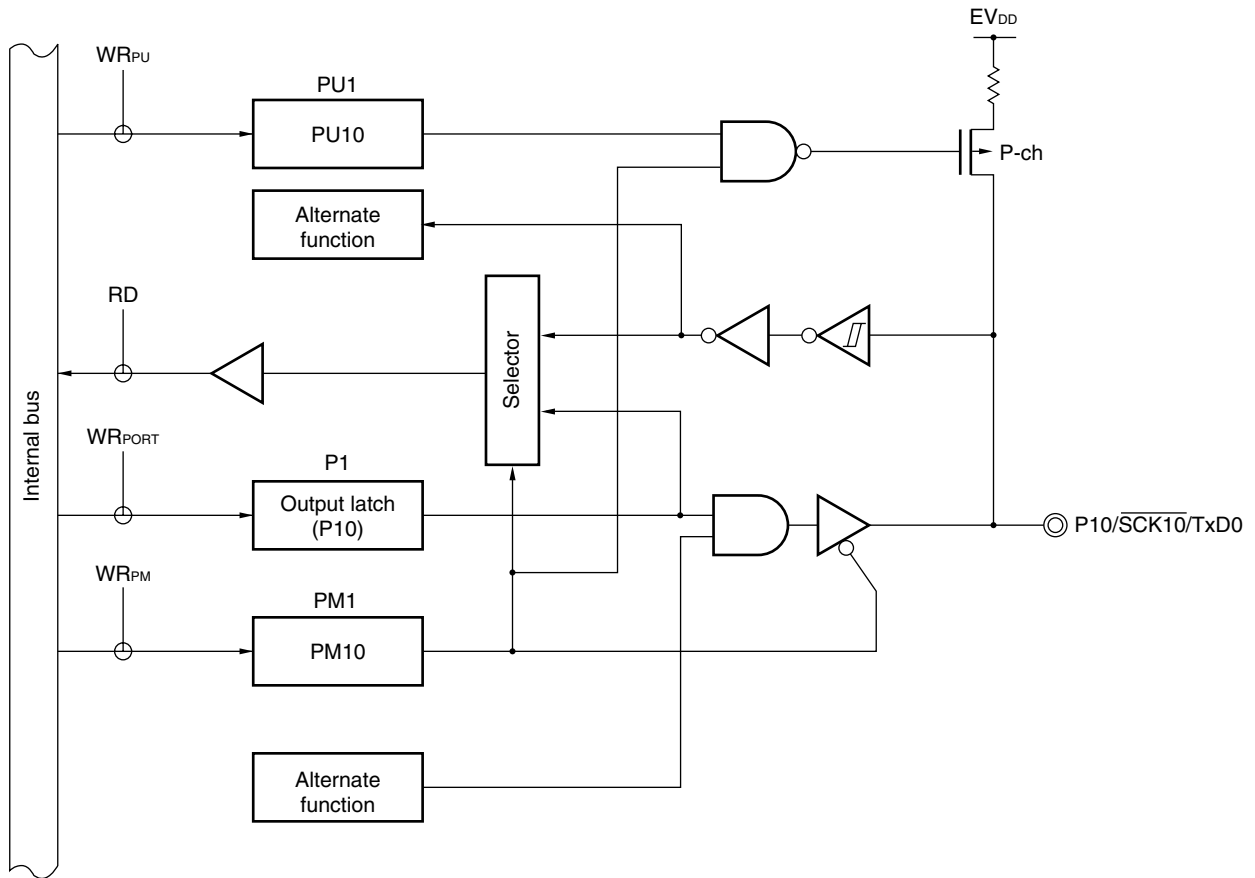 EVDD
WRPU
PU1
PU10
P-ch
Alternate
function
RD
Selector
Internal bus
WRPORT
P1
Output latch
(P10)
P10/SCK10/TxD0
WRPM
PM1
PM10
Alternate
function